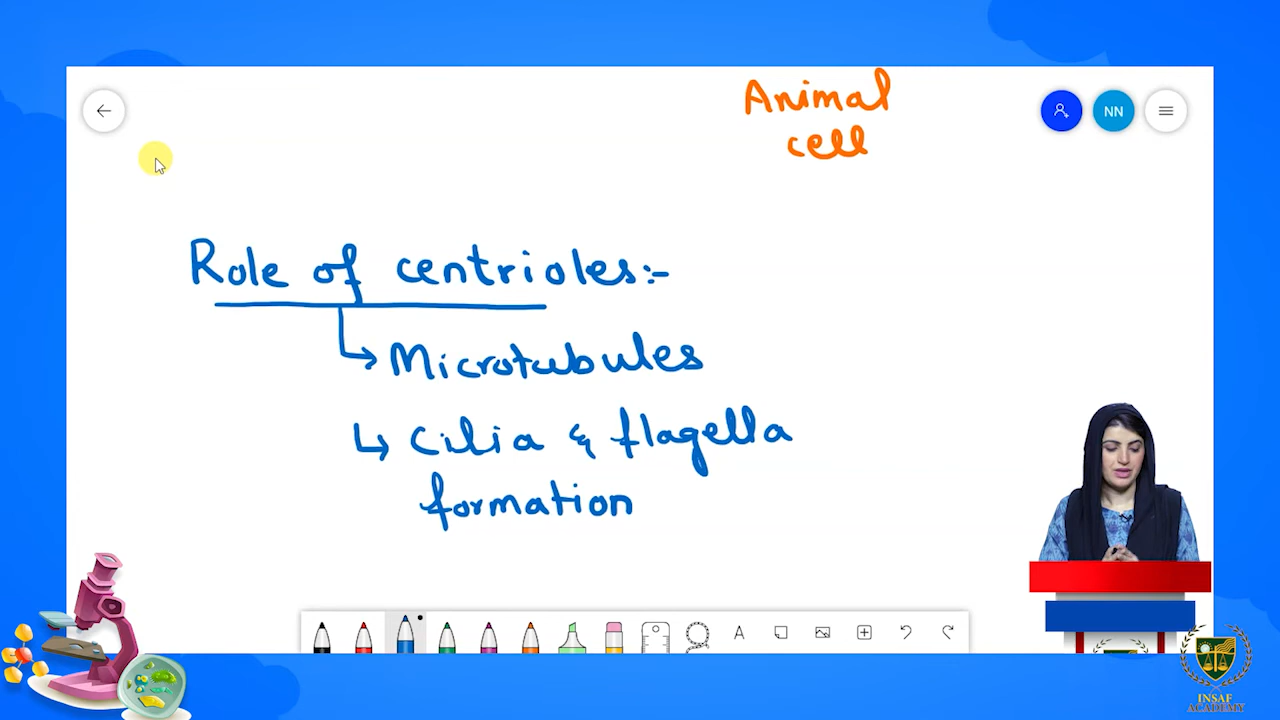 Animal
cell
NN
Role of centrioles:-
↳ Microtubules
↳ Cilia & flagella
formation
A
INSAF
ACADEMY